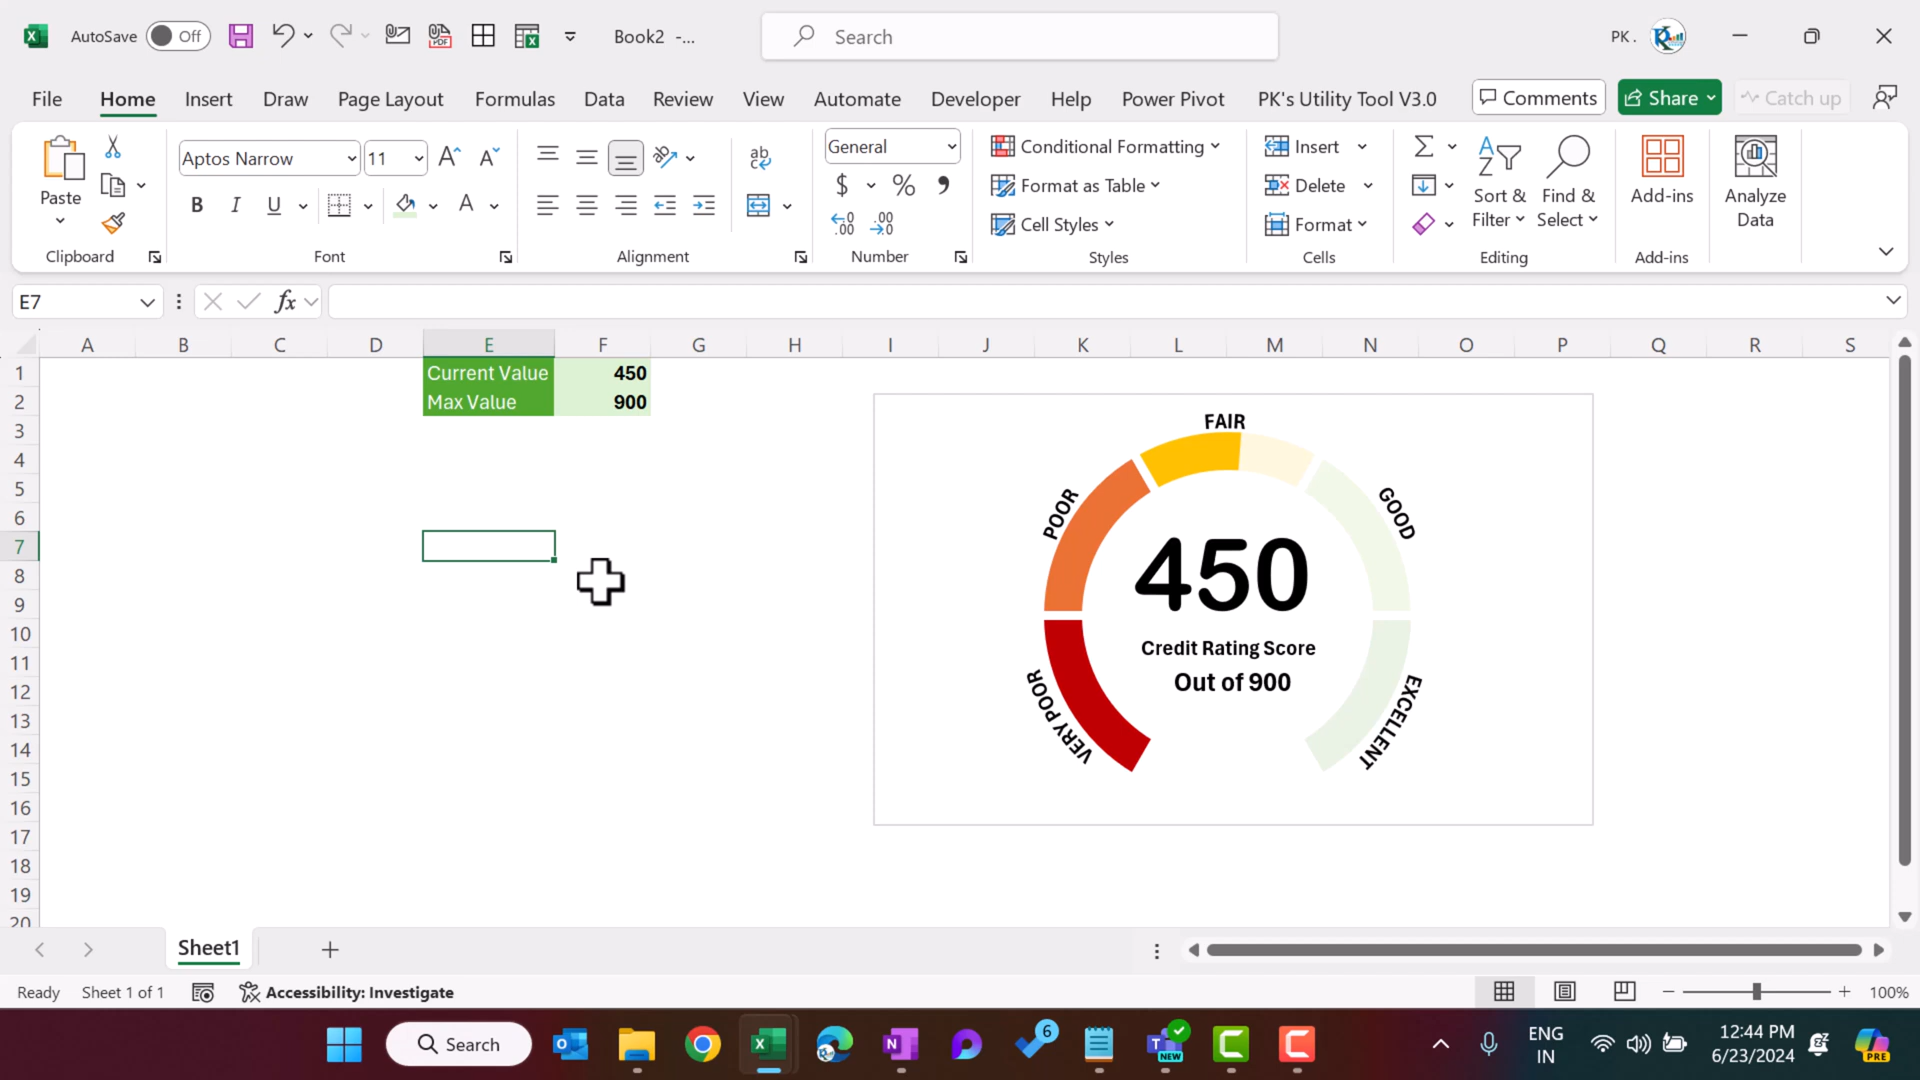 AutoSave Off Book2 -... Search PK .
File Home Insert Draw Page Layout Formulas Data Review View Automate Developer Help Power Pivot PK's Utility Tool V3.0 Comments Share Catch up
Paste
Clipboard
Aptos Narrow 11
B I U A
Font
ab
Alignment
General
$ % ,
Number
Conditional Formatting
Format as Table
Cell Styles
Styles
Insert
Delete
Format
Cells
Sort &
Filter
Find &
Select
Editing
Add-ins
Add-ins
Analyze
Data
E7 fx
A B C D E F G H I J K L M N O P Q R S
1 Current Value 450
2 Max Value 900
3
4
5
6
7
8
9
10
11
12
13
14
15
16
17
18
19
20
FAIR
POOR
GOOD
450
Credit Rating Score
Out of 900
VERY POOR
EXCELLENT
Sheet1
Ready Sheet 1 of 1 Accessibility: Investigate 100%
Search 6 NEW ENG
IN
12:44 PM
6/23/2024
PRE